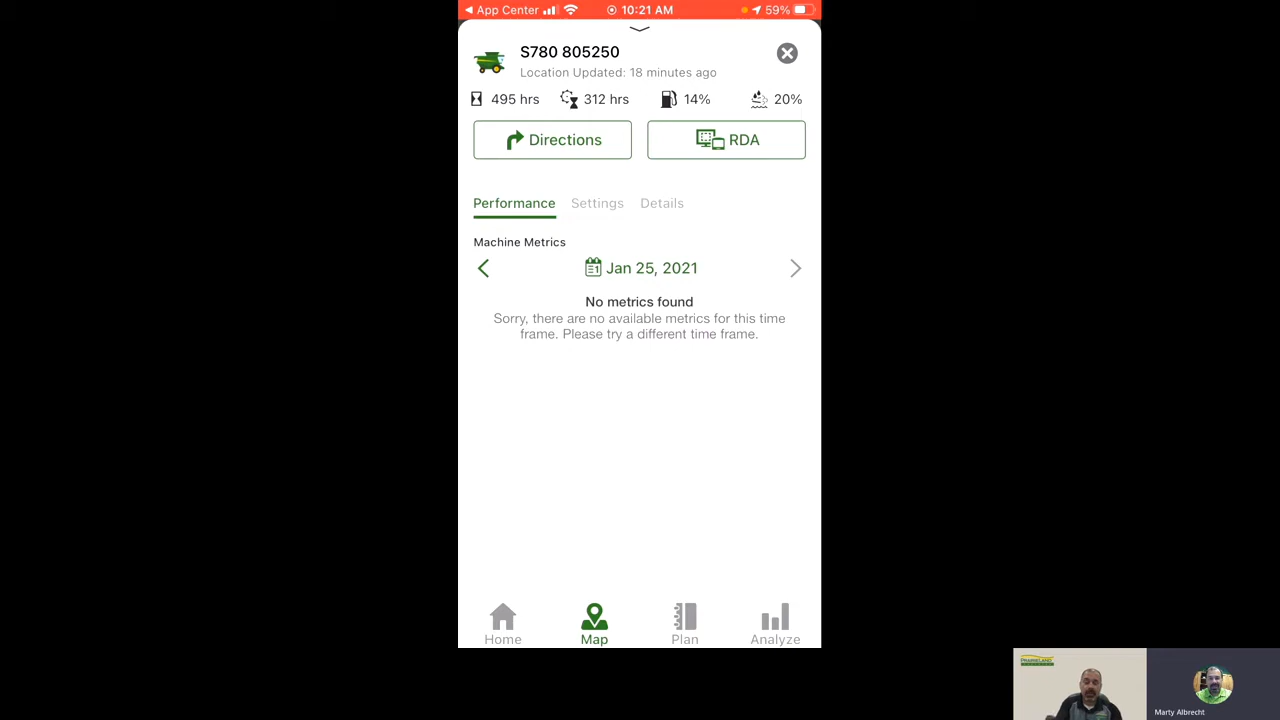 App Center 10:21 AM 59%
S780 805250
Location Updated: 18 minutes ago
495 hrs 312 hrs 14% 20%
Directions RDA
Performance Settings Details
Machine Metrics
1 Jan 25, 2021
No metrics found
Sorry, there are no available metrics for this time
frame. Please try a different time frame.
Home Map Plan Analyze
PRAIRIELAND
Marty Albrecht